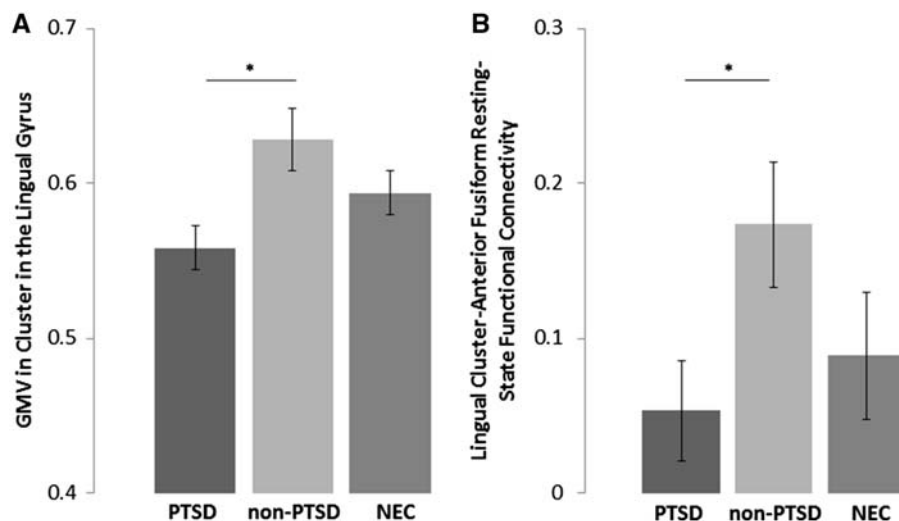 A
GMV in Cluster in the Lingual Gyrus
0.7
0.6
0.5
0.4
*
PTSD non-PTSD NEC
B
Lingual Cluster-Anterior Fusiform Resting-
State Functional Connectivity
0.3
0.2
0.1
0
*
PTSD non-PTSD NEC